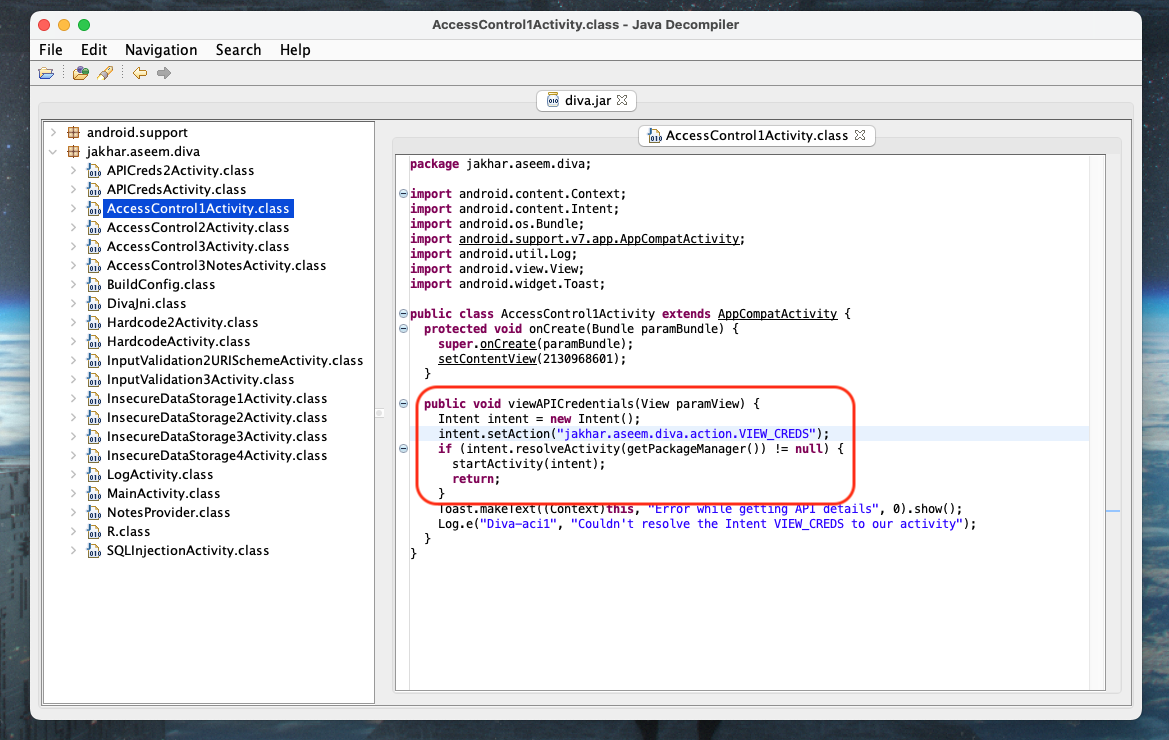 AccessControl1Activity.class - Java Decompiler
File Edit Navigation Search Help
diva.jar
android.support
jakhar.aseem.diva
APICreds2Activity.class
APICredsActivity.class
AccessControl1Activity.class
AccessControl2Activity.class
AccessControl3Activity.class
AccessControl3NotesActivity.class
BuildConfig.class
DivaJni.class
Hardcode2Activity.class
HardcodeActivity.class
InputValidation2URISchemeActivity.class
InputValidation3Activity.class
InsecureDataStorage1Activity.class
InsecureDataStorage2Activity.class
InsecureDataStorage3Activity.class
InsecureDataStorage4Activity.class
LogActivity.class
MainActivity.class
NotesProvider.class
R.class
SQLInjectionActivity.class
AccessControl1Activity.class
package jakhar.aseem.diva;
import android.content.Context;
import android.content.Intent;
import android.os.Bundle;
import android.support.v7.app.AppCompatActivity;
import android.util.Log;
import android.view.View;
import android.widget.Toast;
public class AccessControl1Activity extends AppCompatActivity {
protected void onCreate(Bundle paramBundle) {
super.onCreate(paramBundle);
setContentView(2130968601);
}
public void viewAPICredentials(View paramView) {
Intent intent = new Intent();
intent.setAction("jakhar.aseem.diva.action.VIEW_CREDS");
if (intent.resolveActivity(getPackageManager()) != null) {
startActivity(intent);
return;
}
Toast.makeText((Context)this, "Error while getting API details", 0).show();
Log.e("Diva-aci1", "Couldn't resolve the Intent VIEW_CREDS to our activity");
}
}